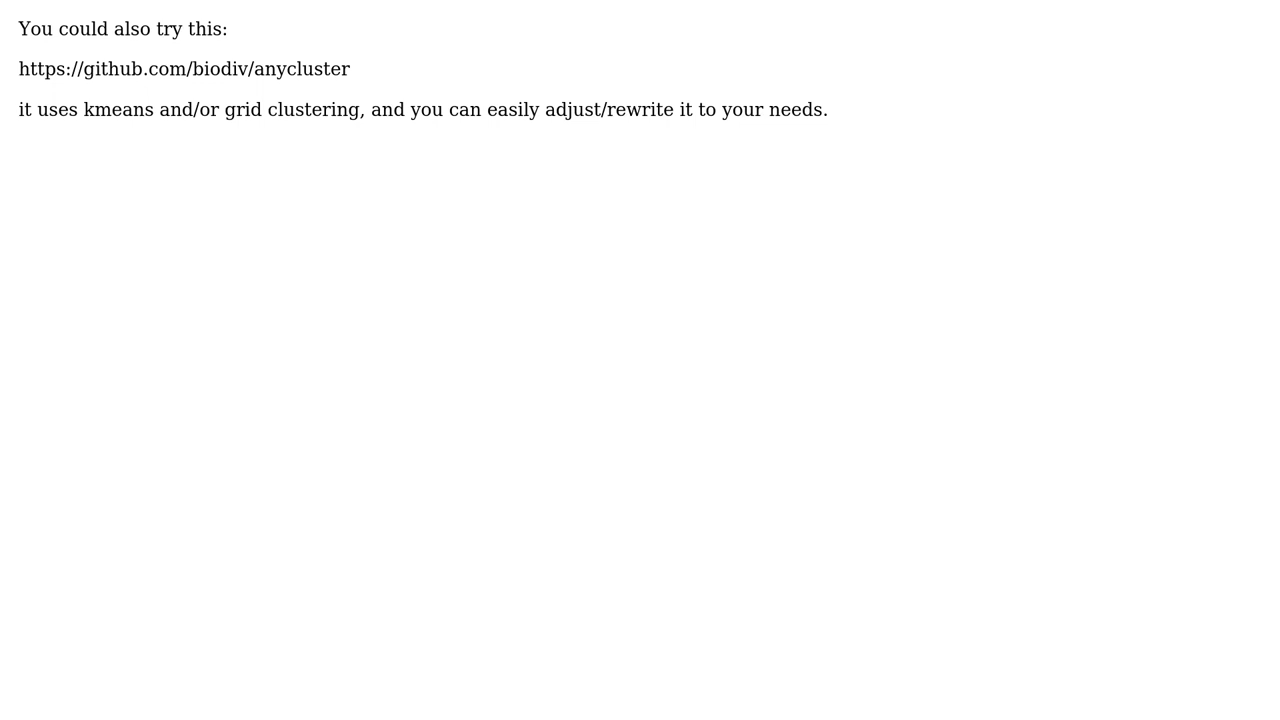 You could also try this:
https://github.com/biodiv/anycluster
it uses kmeans and/or grid clustering, and you can easily adjust/rewrite it to your needs.